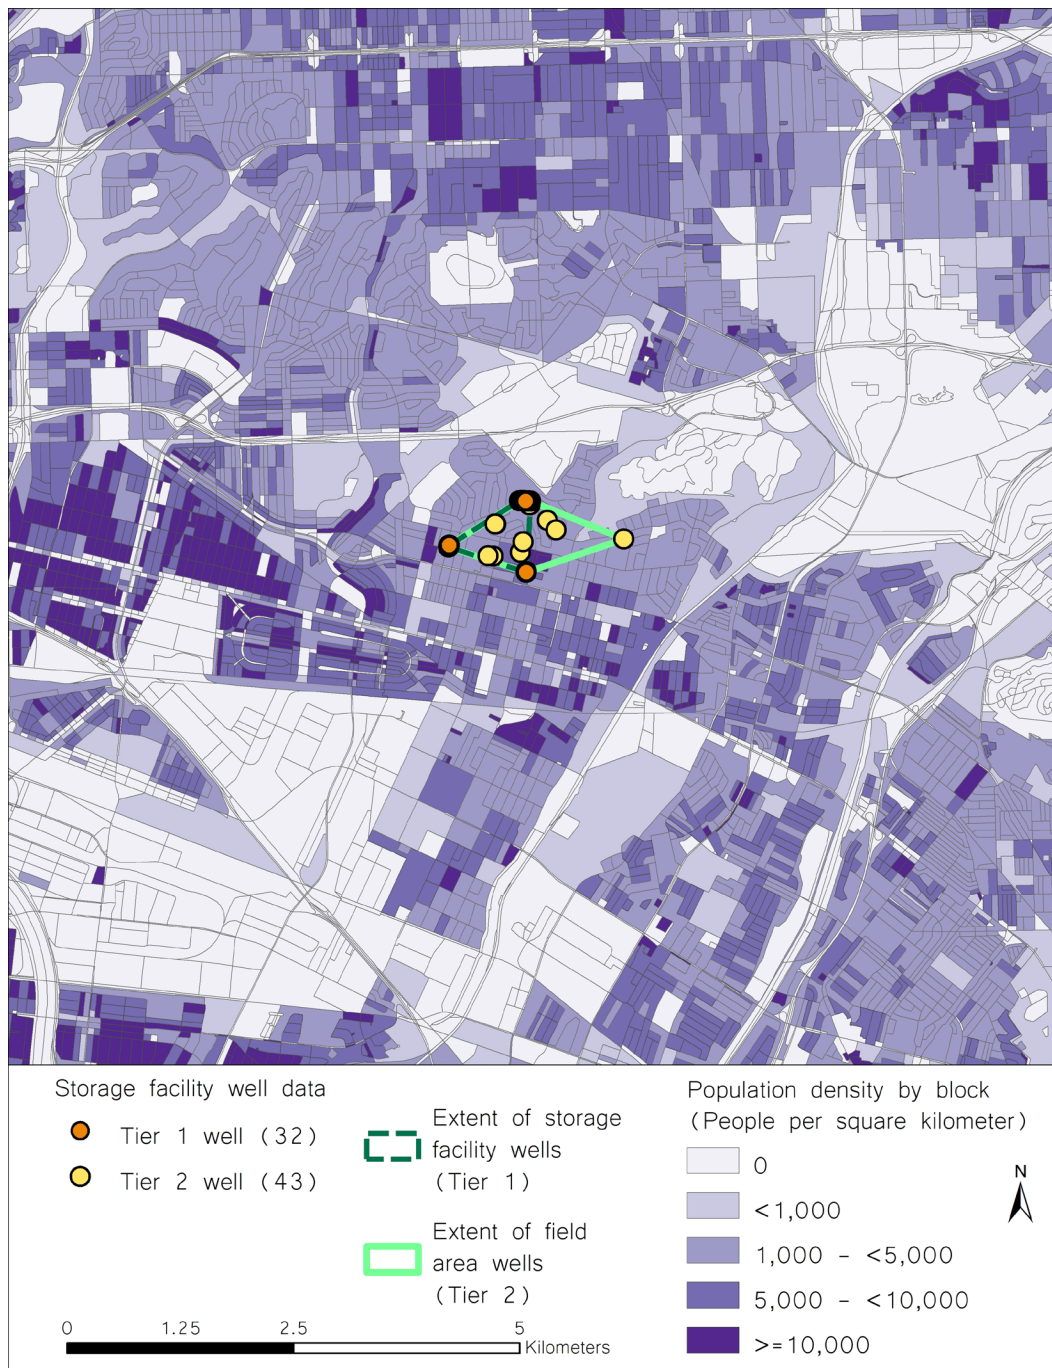 Storage facility well data
Tier 1 well (32)
Tier 2 well (43)
Extent of storage
facility wells
(Tier 1)
Extent of field
area wells
(Tier 2)
Population density by block
(People per square kilometer)
0
<1,000
1,000 - <5,000
5,000 - <10,000
>=10,000
N
0 1.25 2.5 5
Kilometers